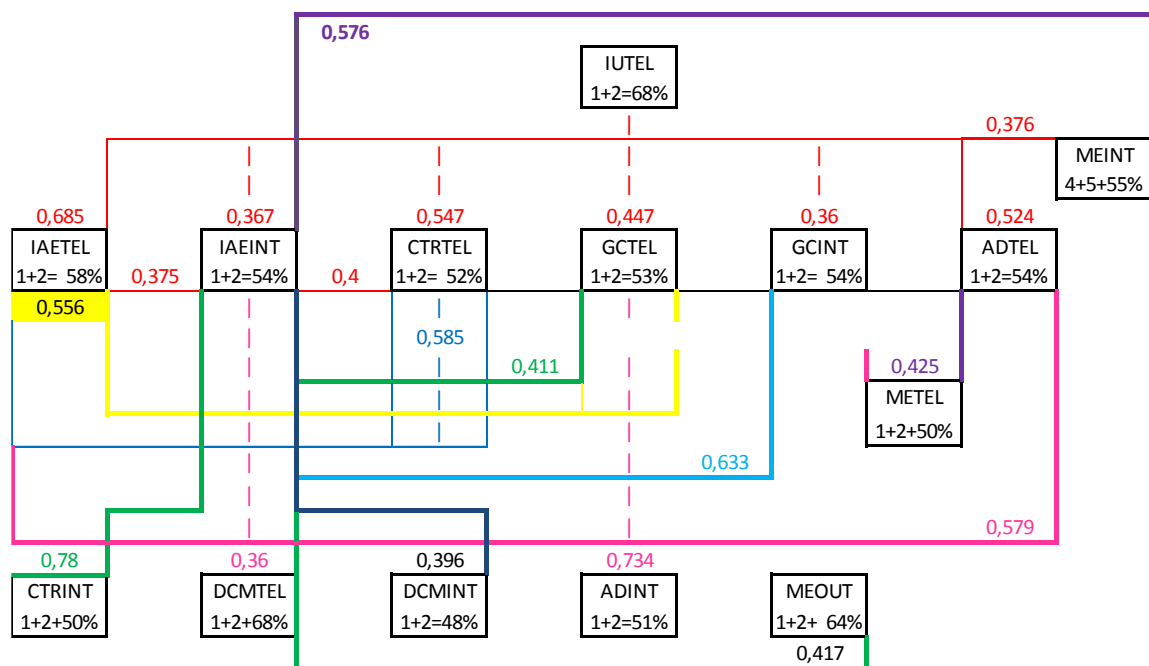 0,576
IUTEL
1+2=68%
0,376
MEINT
4+5+55%
0,685 0,367 0,547 0,447 0,36 0,524
IAETEL IAEINT CTRTEL GCTEL GCINT ADTEL
1+2= 58% 0,375 1+2=54% 0,4 1+2= 52% 1+2=53% 1+2= 54% 1+2=54%
0,556
0,585
0,411 0,425
METEL
1+2+50%
0,633
0,579
0,78 0,36 0,396 0,734
CTRINT DCMTEL DCMINT ADINT MEOUT
1+2+50% 1+2+68% 1+2=48% 1+2=51% 1+2+ 64%
0,417